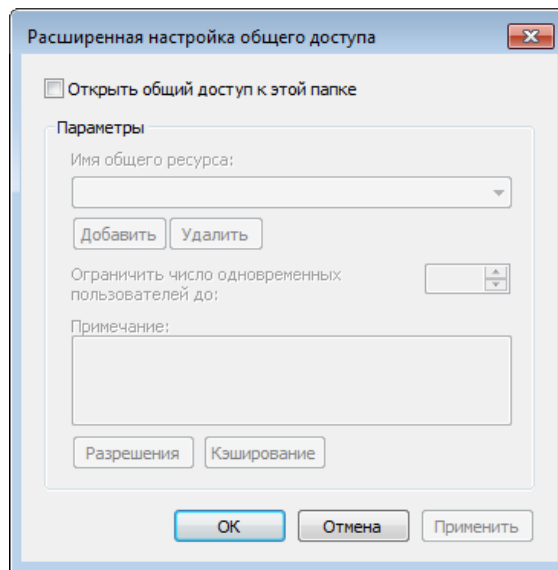 Расширенная настройка общего доступа
Открыть общий доступ к этой папке
Параметры
Имя общего ресурса:
Добавить Удалить
Ограничить число одновременных
пользователей до:
Примечание:
Разрешения Кэширование
ОК Отмена Применить